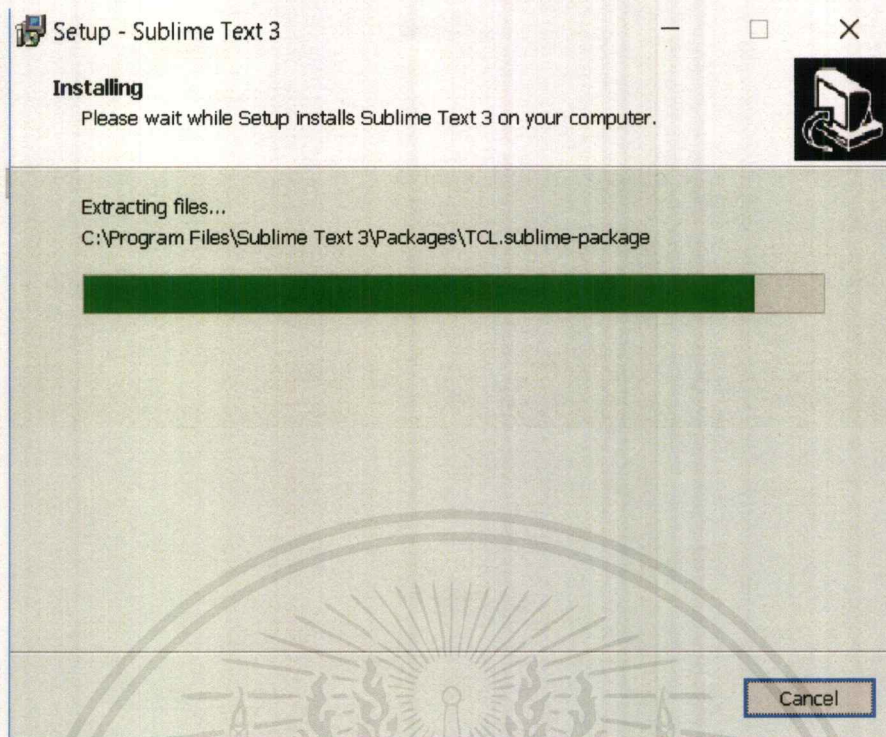 Setup - Sublime Text 3
Installing
Please wait while Setup installs Sublime Text 3 on your computer.
Extracting files...
C:\Program Files\Sublime Text 3\Packages\TCL.sublime-package
Cancel